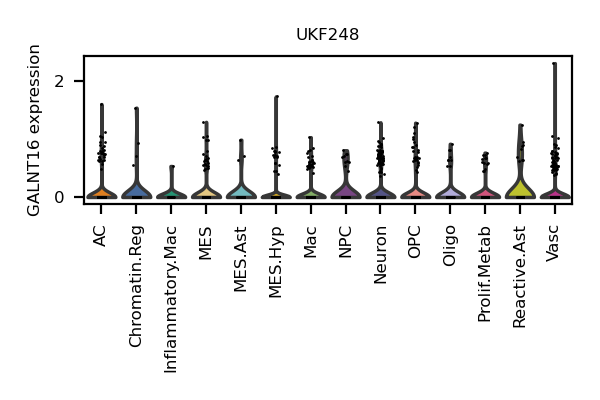 UKF248
GALNT16 expression
2
0
AC
Chromatin.Reg
Inflammatory.Mac
MES
MES.Ast
MES.Hyp
Mac
NPC
Neuron
OPC
Oligo
Prolif.Metab
Reactive.Ast
Vasc